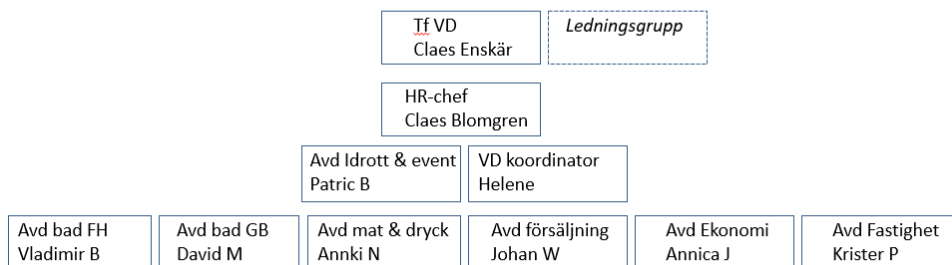 Tf VD
Claes Enskär
Ledningsgrupp
HR-chef
Claes Blomgren
Avd Idrott & event
Patric B
VD koordinator
Helene
Avd bad FH
Vladimir B
Avd bad GB
David M
Avd mat & dryck
Annki N
Avd försäljning
Johan W
Avd Ekonomi
Annica J
Avd Fastighet
Krister P